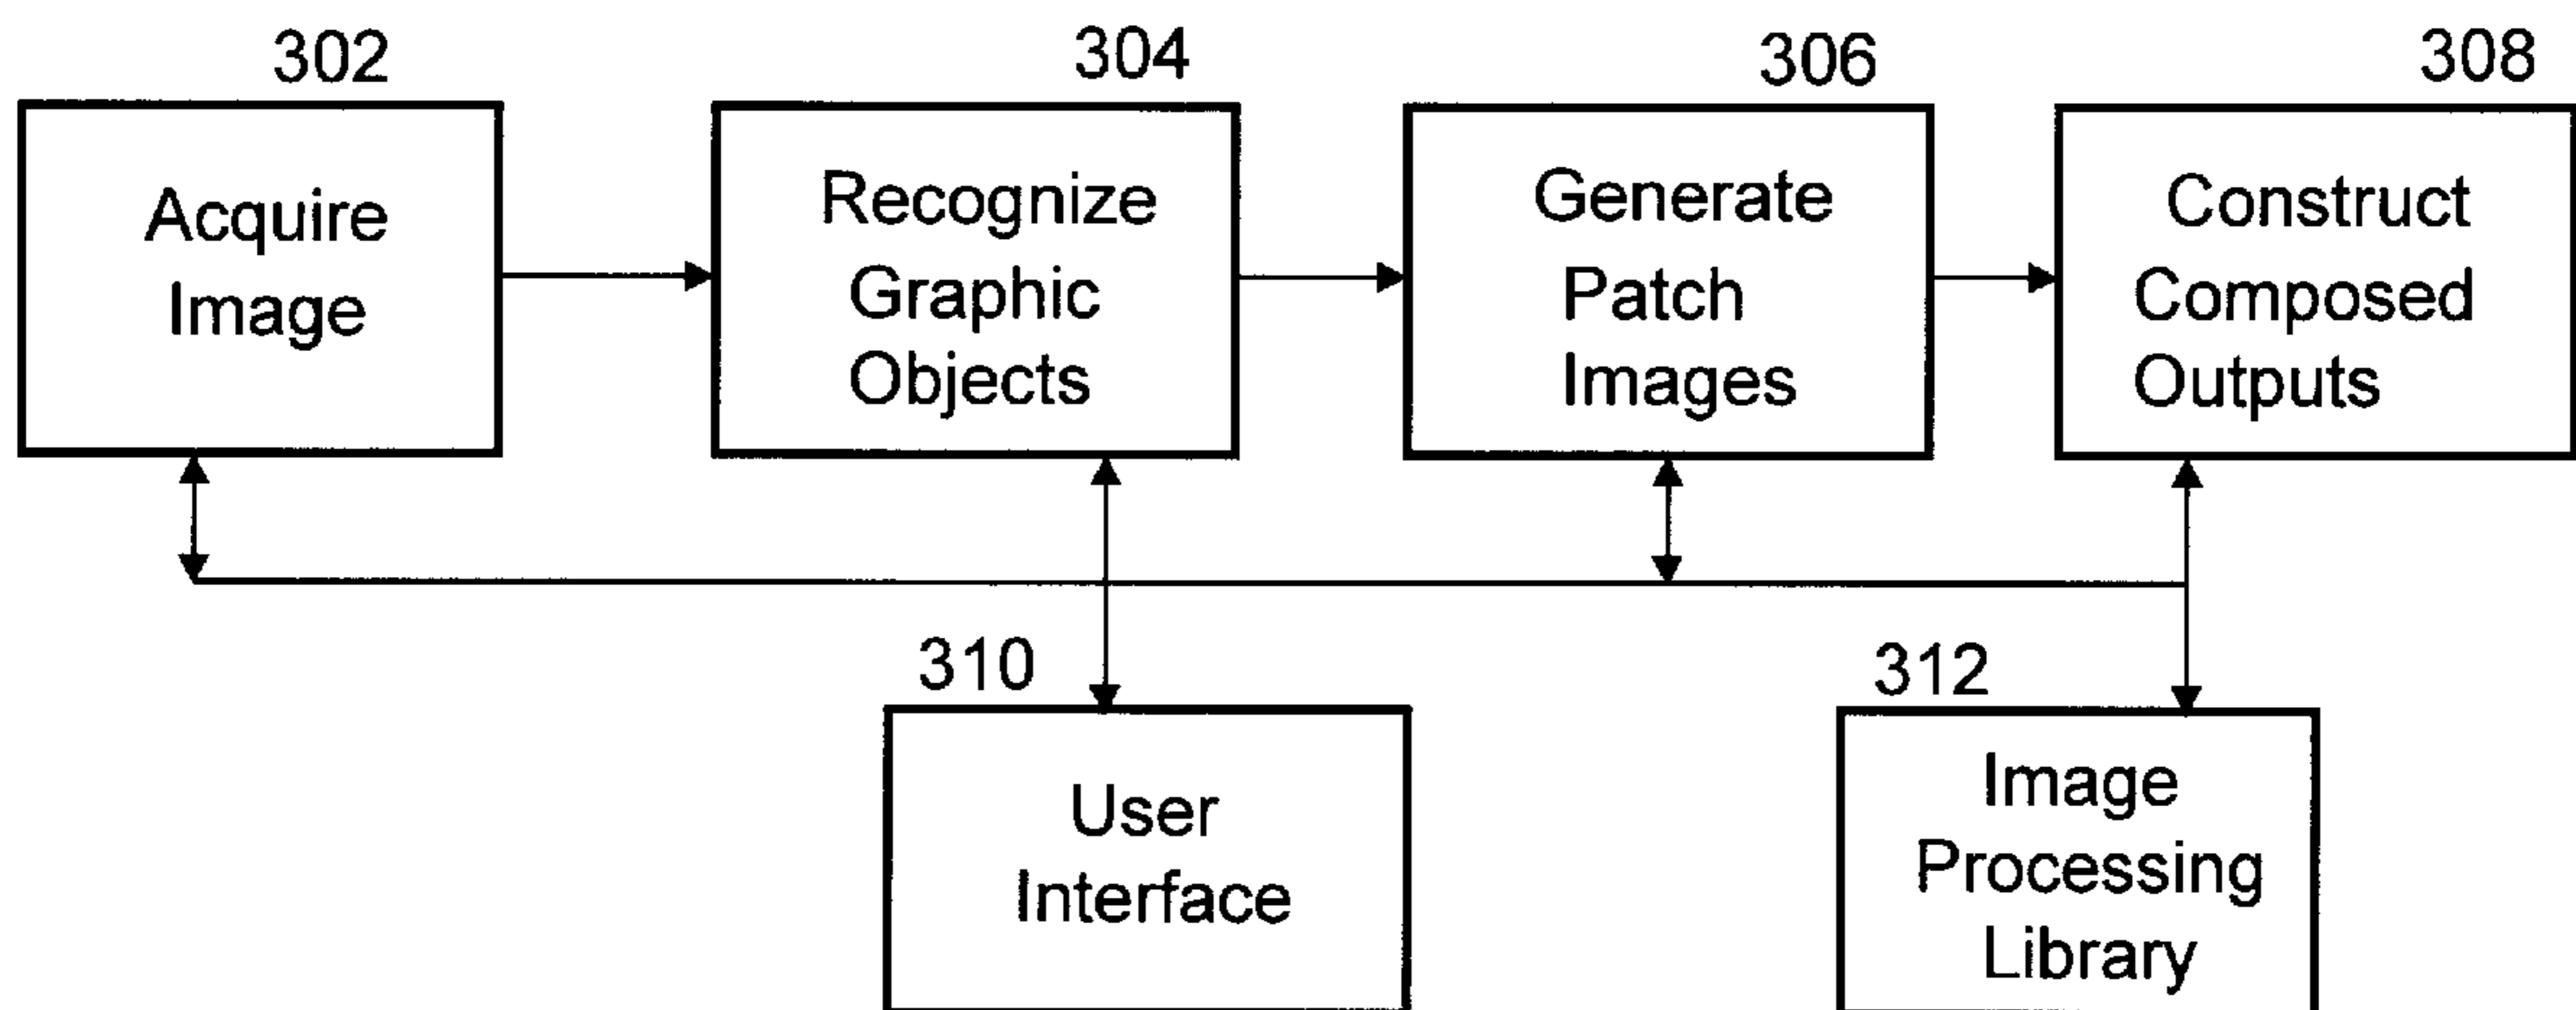 302
Acquire
Image
304
Recognize
Graphic
Objects
306
Generate
Patch
Images
308
Construct
Composed
Outputs
310
User
Interface
312
Image
Processing
Library